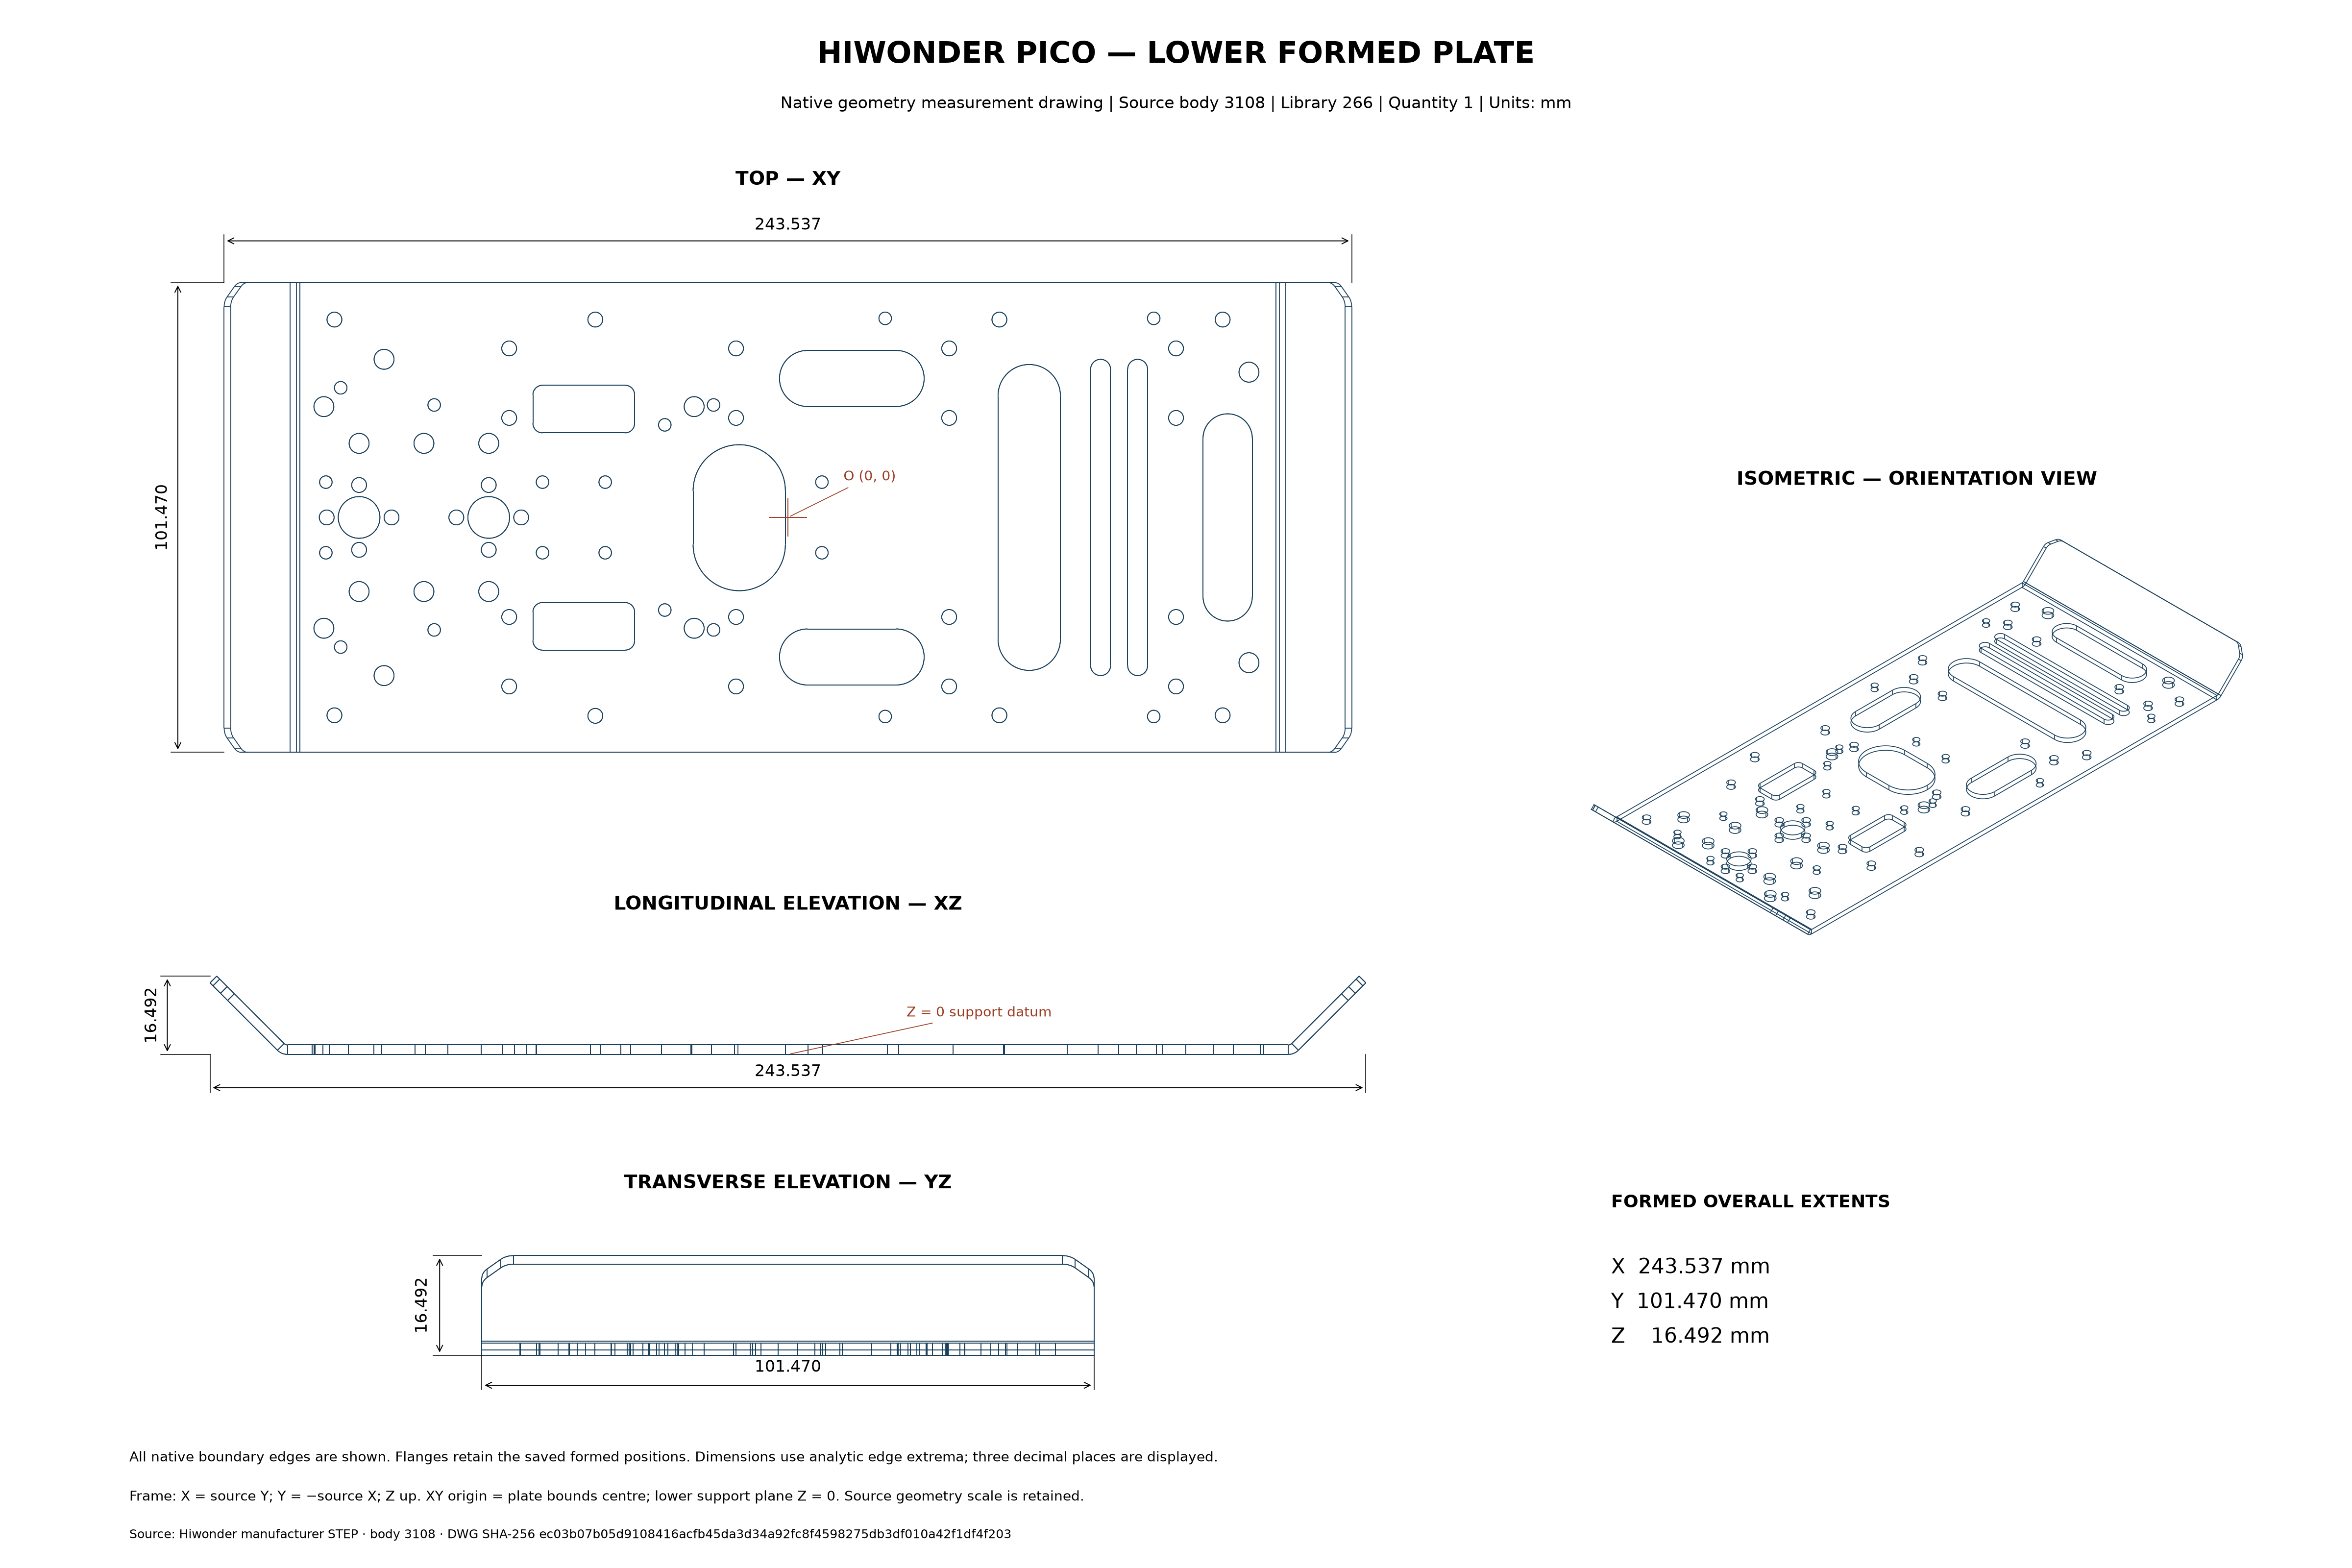 HIWONDER PICO — LOWER FORMED PLATE
Native geometry measurement drawing | Source body 3108 | Library 266 | Quantity 1 | Units: mm
TOP — XY
243.537
101.470
O (0, 0)
ISOMETRIC — ORIENTATION VIEW
LONGITUDINAL ELEVATION — XZ
16.492
Z = 0 support datum
243.537
TRANSVERSE ELEVATION — YZ
16.492
101.470
FORMED OVERALL EXTENTS
X 243.537 mm
Y 101.470 mm
Z 16.492 mm
All native boundary edges are shown. Flanges retain the saved formed positions. Dimensions use analytic edge extrema; three decimal places are displayed.
Frame: X = source Y; Y = −source X; Z up. XY origin = plate bounds centre; lower support plane Z = 0. Source geometry scale is retained.
Source: Hiwonder manufacturer STEP · body 3108 · DWG SHA-256 ec03b07b05d9108416acfb45da3d34a92fc8f4598275db3df010a42f1df4f203